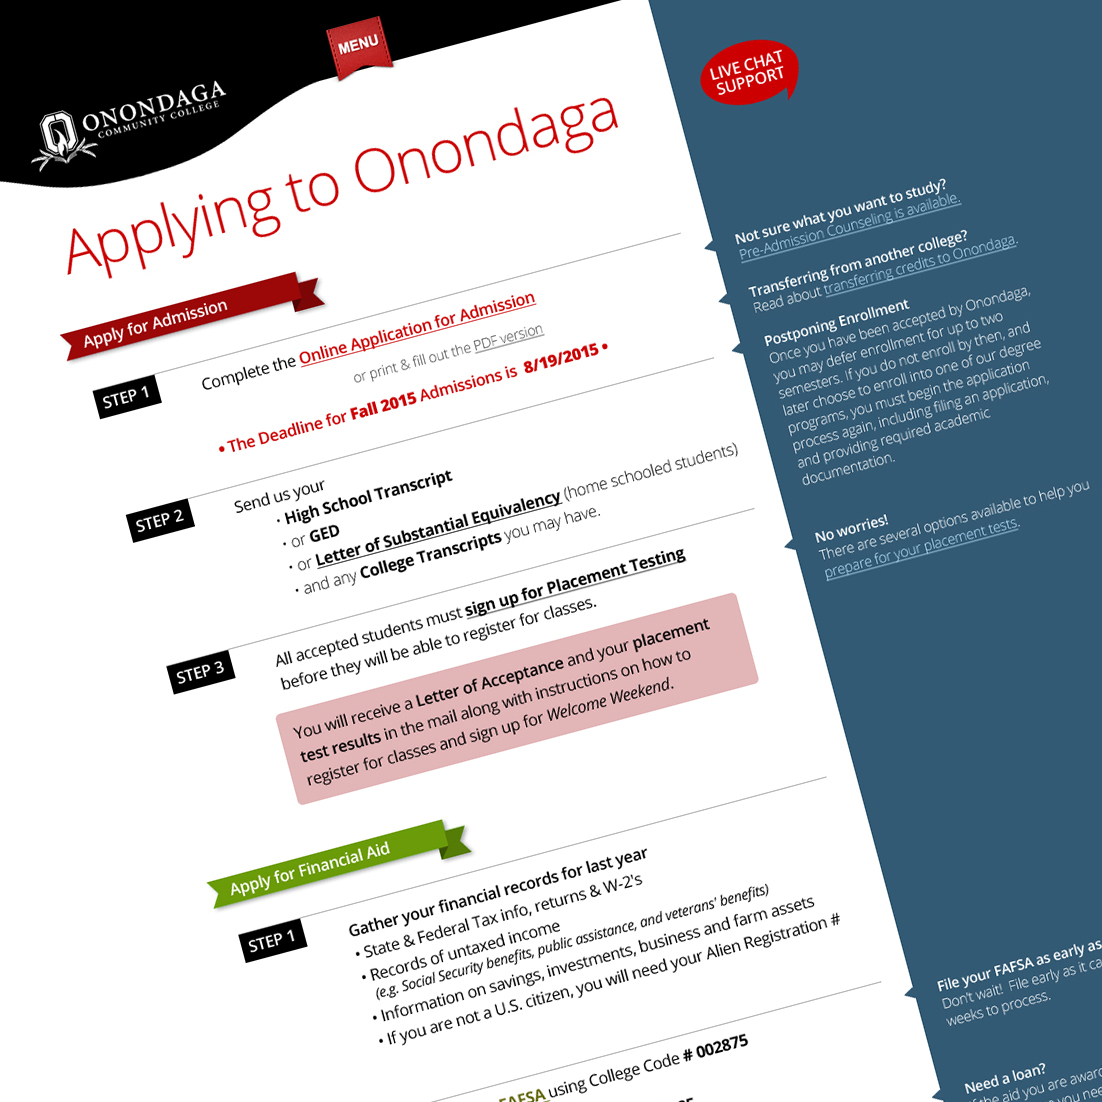 MENU
ONONDAGA
COMMUNITY COLLEGE
LIVE CHAT
SUPPORT
Applying to Onondaga
Apply for Admission
STEP 1
Complete the Online Application for Admission
or print & fill out the PDF version
• The Deadline for Fall 2015 Admissions is 8/19/2015 •
STEP 2
Send us your
· High School Transcript
· or GED
· or Letter of Substantial Equivalency (home schooled students)
· and any College Transcripts you may have.
STEP 3
All accepted students must sign up for Placement Testing
before they will be able to register for classes.
You will receive a Letter of Acceptance and your placement
test results in the mail along with instructions on how to
register for classes and sign up for Welcome Weekend.
Apply for Financial Aid
STEP 1
Gather your financial records for last year
• State & Federal Tax info, returns & W-2's
• Records of untaxed income
(e.g. Social Security benefits, public assistance, and veterans' benefits)
• Information on savings, investments, business and farm assets
• If you are not a U.S. citizen, you will need your Alien Registration #
FAFSA using College Code # 002875
Not sure what you want to study?
Pre-Admission Counseling is available.
Transferring from another college?
Read about transferring credits to Onondaga.
Postponing Enrollment
Once you have been accepted by Onondaga,
you may defer enrollment for up to two
semesters. If you do not enroll by then, and
later choose to enroll into one of our degree
programs, you must begin the application
process again, including filing an application,
and providing required academic
documentation.
No worries!
There are several options available to help you
prepare for your placement tests.
File your FAFSA as early as
Don't wait! File early as it ca
weeks to process.
Need a loan?
f the aid you are awar